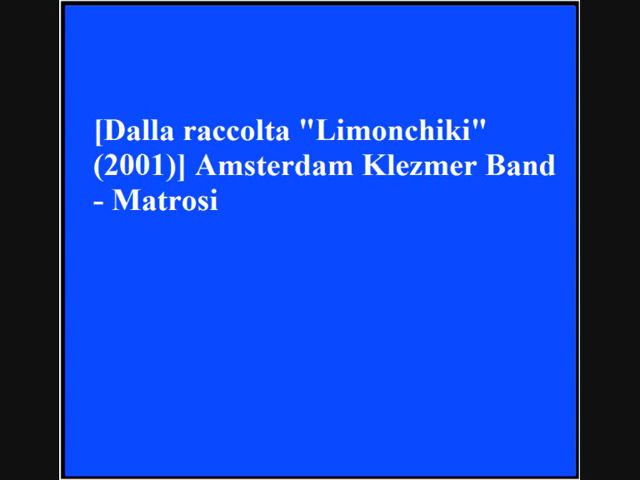 [Dalla raccolta "Limonchiki"
(2001)] Amsterdam Klezmer Band
- Matrosi